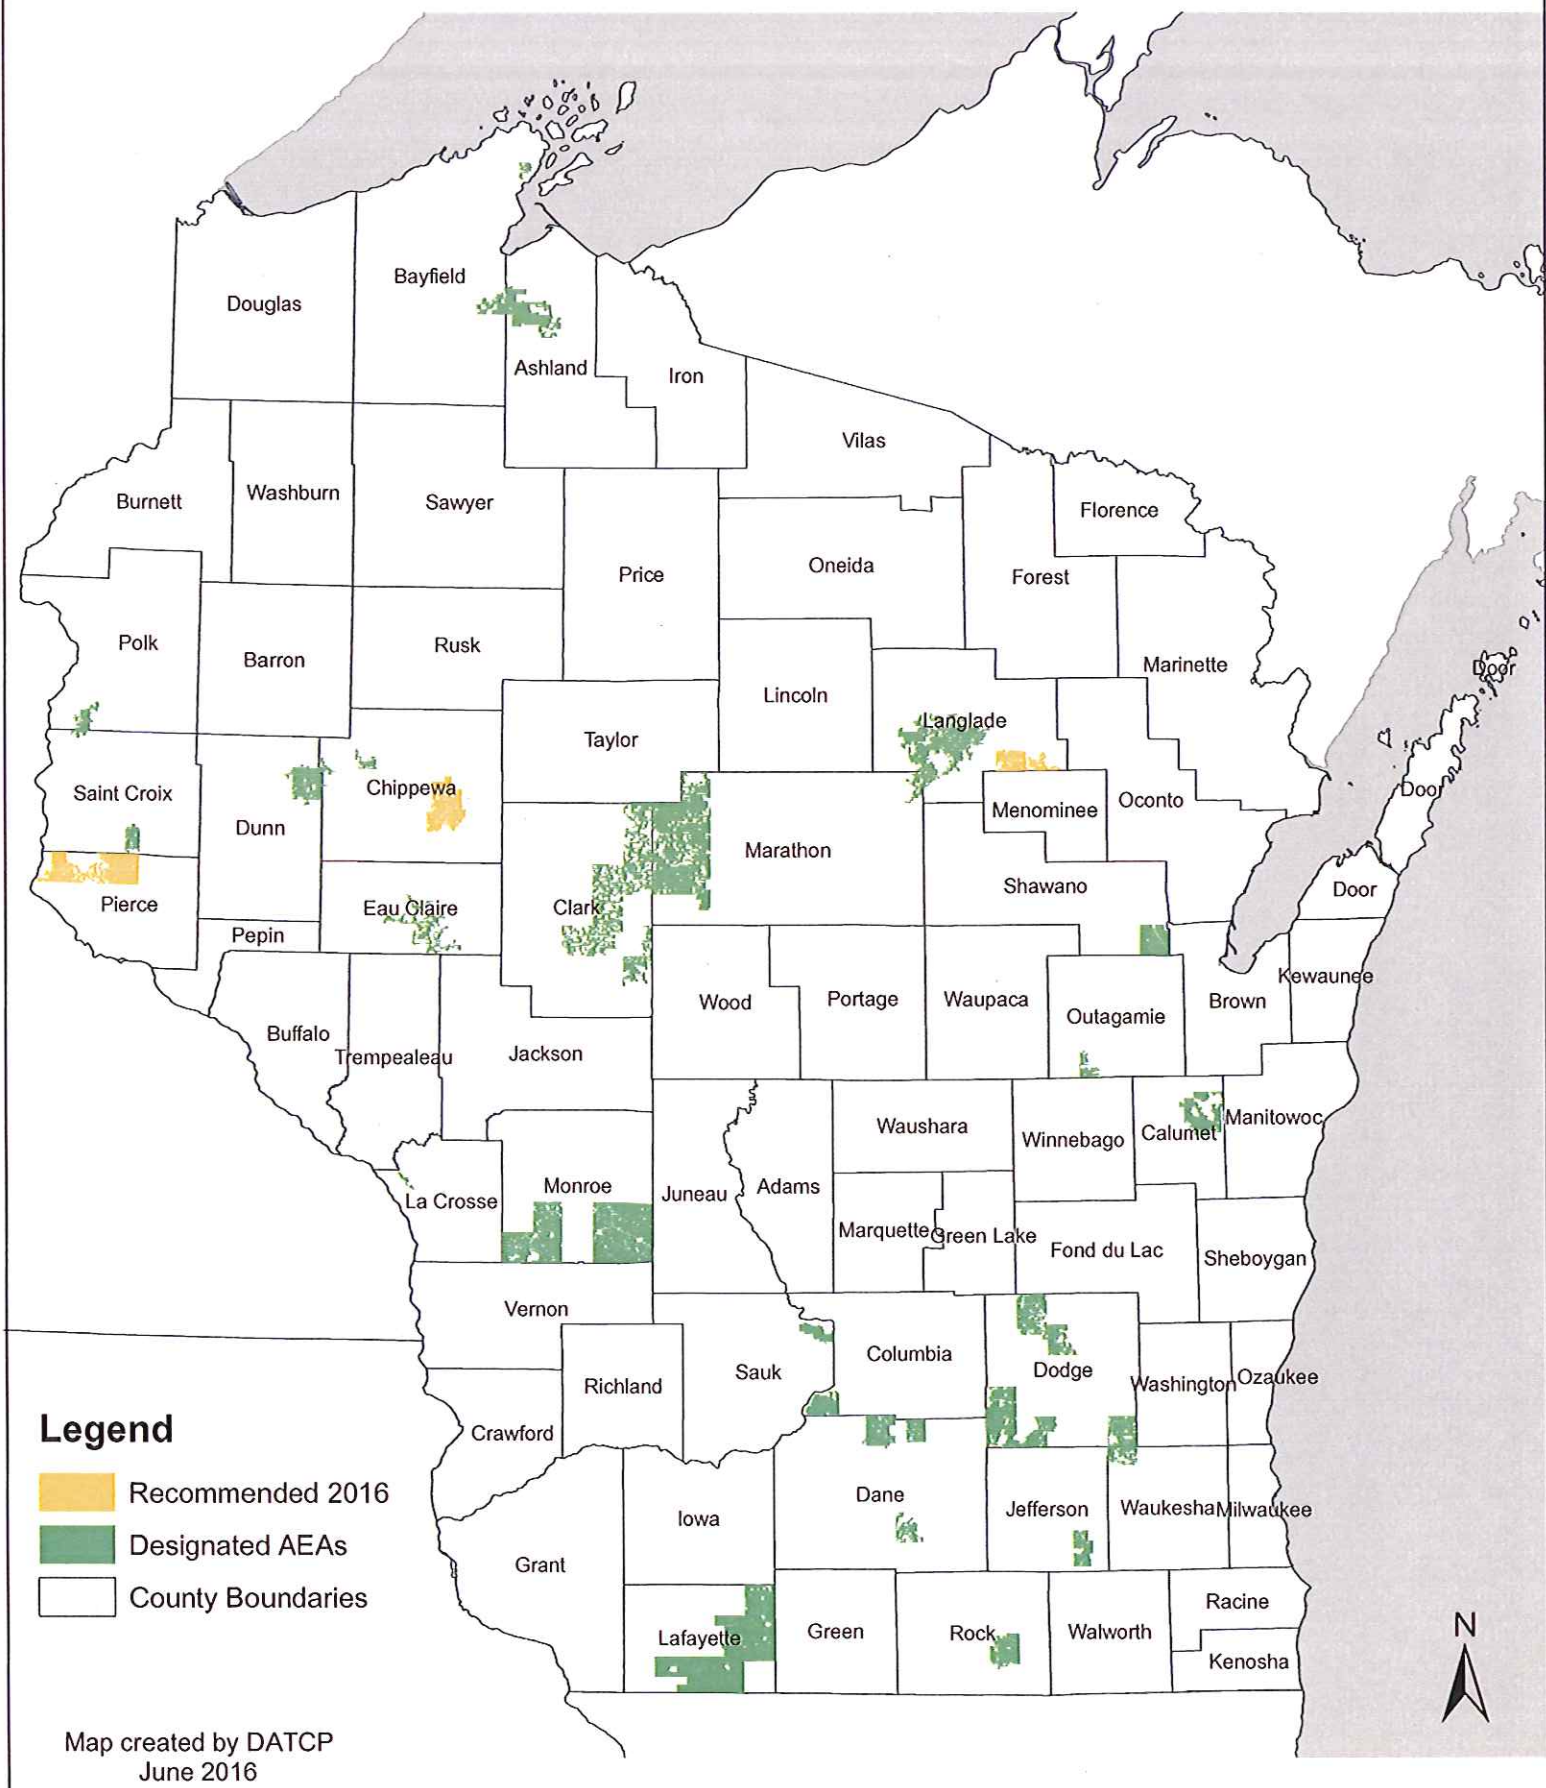 Bayfield
Douglas
Ashland
Iron
Vilas
Burnett
Washburn
Sawyer
Florence
Price
Oneida
Forest
Polk
Barron
Rusk
Marinette
Door
Lincoln
Langlade
Taylor
Saint Croix
Chippewa
Door
Oconto
Menominee
Dunn
Marathon
Pierce
Eau Claire
Clark
Shawano
Door
Pepin
Kewaunee
Wood
Portage
Waupaca
Brown
Outagamie
Buffalo
Trempealeau
Jackson
Manitowoc
Waushara
Winnebago
Calumet
La Crosse
Monroe
Juneau
Adams
Marquette
Green Lake
Fond du Lac
Sheboygan
Vernon
Columbia
Sauk
Dodge
Richland
Washington
Ozaukee
Crawford
Dane
Jefferson
Waukesha
Milwaukee
Iowa
Grant
Lafayette
Green
Rock
Walworth
Racine
Kenosha
Legend
Recommended 2016
Designated AEAs
County Boundaries
N
Map created by DATCP
June 2016